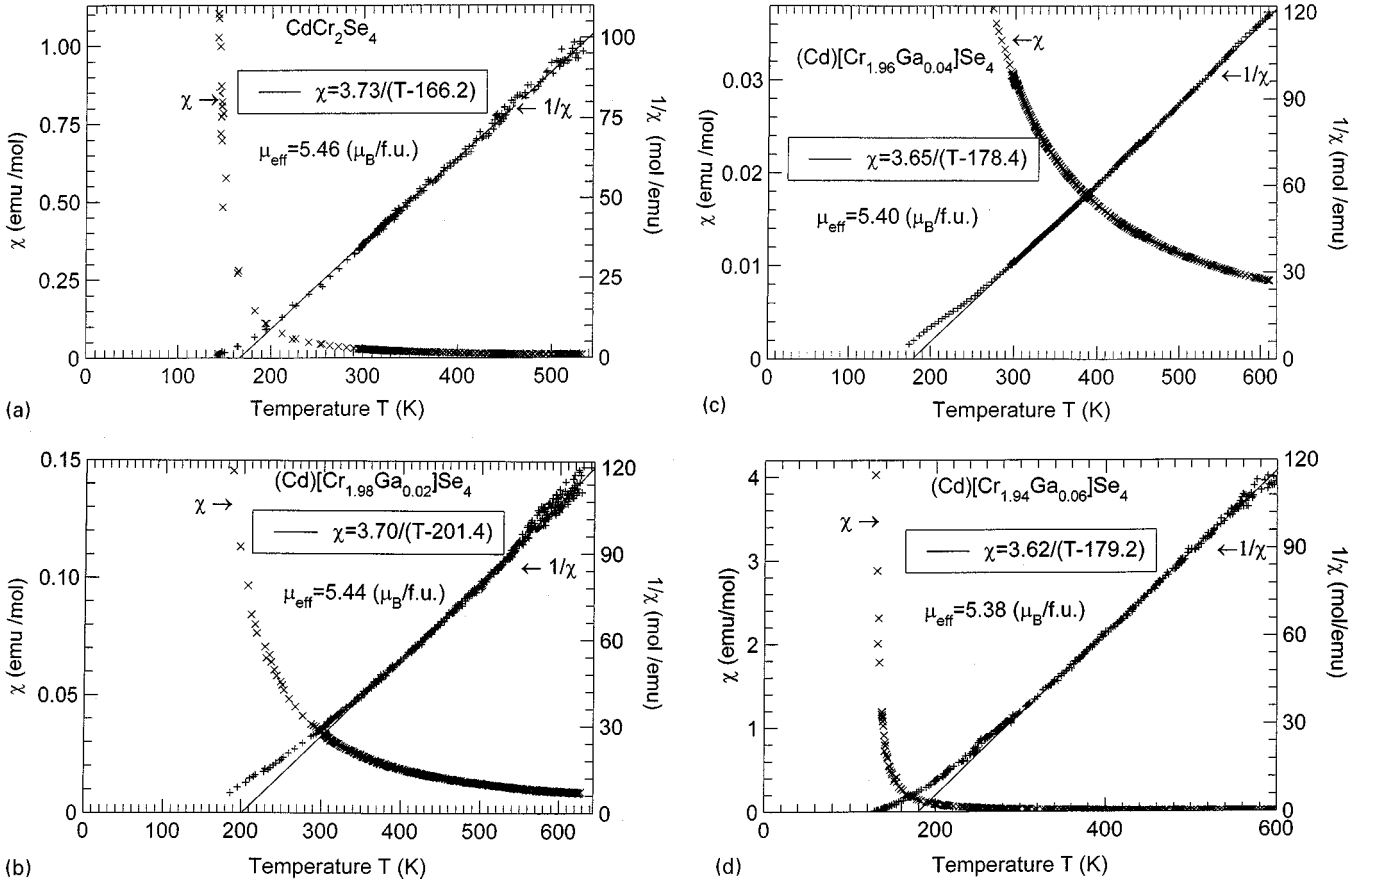 CdCr₂Se₄
χ=3.73/(T-166.2)
μeff=5.46 (μB/f.u.)
χ →
← 1/χ
χ (emu /mol)
1.00
0.75
0.50
0.25
0
1/χ (mol /emu)
100
75
50
25
0
0 100 200 300 400 500
Temperature T (K)
(a)
(Cd)[Cr₁.₉₆Ga₀.₀₄]Se₄
← χ
← 1/χ
χ=3.65/(T-178.4)
μeff=5.40 (μB/f.u.)
χ (emu /mol)
0.03
0.02
0.01
0
1/χ (mol /emu)
120
90
60
30
0
0 100 200 300 400 500 600
Temperature T (K)
(c)
(Cd)[Cr₁.₉₈Ga₀.₀₂]Se₄
χ →
χ=3.70/(T-201.4)
← 1/χ
μeff=5.44 (μB/f.u.)
χ (emu /mol)
0.15
0.10
0.05
0
1/χ (mol /emu)
120
90
60
30
0
0 100 200 300 400 500 600
Temperature T (K)
(b)
(Cd)[Cr₁.₉₄Ga₀.₀₆]Se₄
χ →
χ=3.62/(T-179.2)
← 1/χ
μeff=5.38 (μB/f.u.)
χ (emu/mol)
4
3
2
1
0
1/χ (mol/emu)
120
90
60
30
0
0 200 400 600
Temperature T (K)
(d)